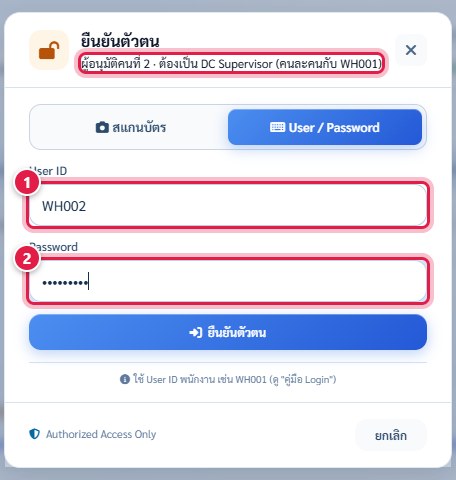 ยืนยันตัวตน
ผู้อนุมัติคนที่ 2 · ต้องเป็น DC Supervisor (คนละคนกับ WH001)
สแกนบัตร
User / Password
User ID
1
WH002
Password
2
•••••••••
ยืนยันตัวตน
ใช้ User ID พนักงาน เช่น WH001 (ดู "คู่มือ Login")
Authorized Access Only
ยกเลิก